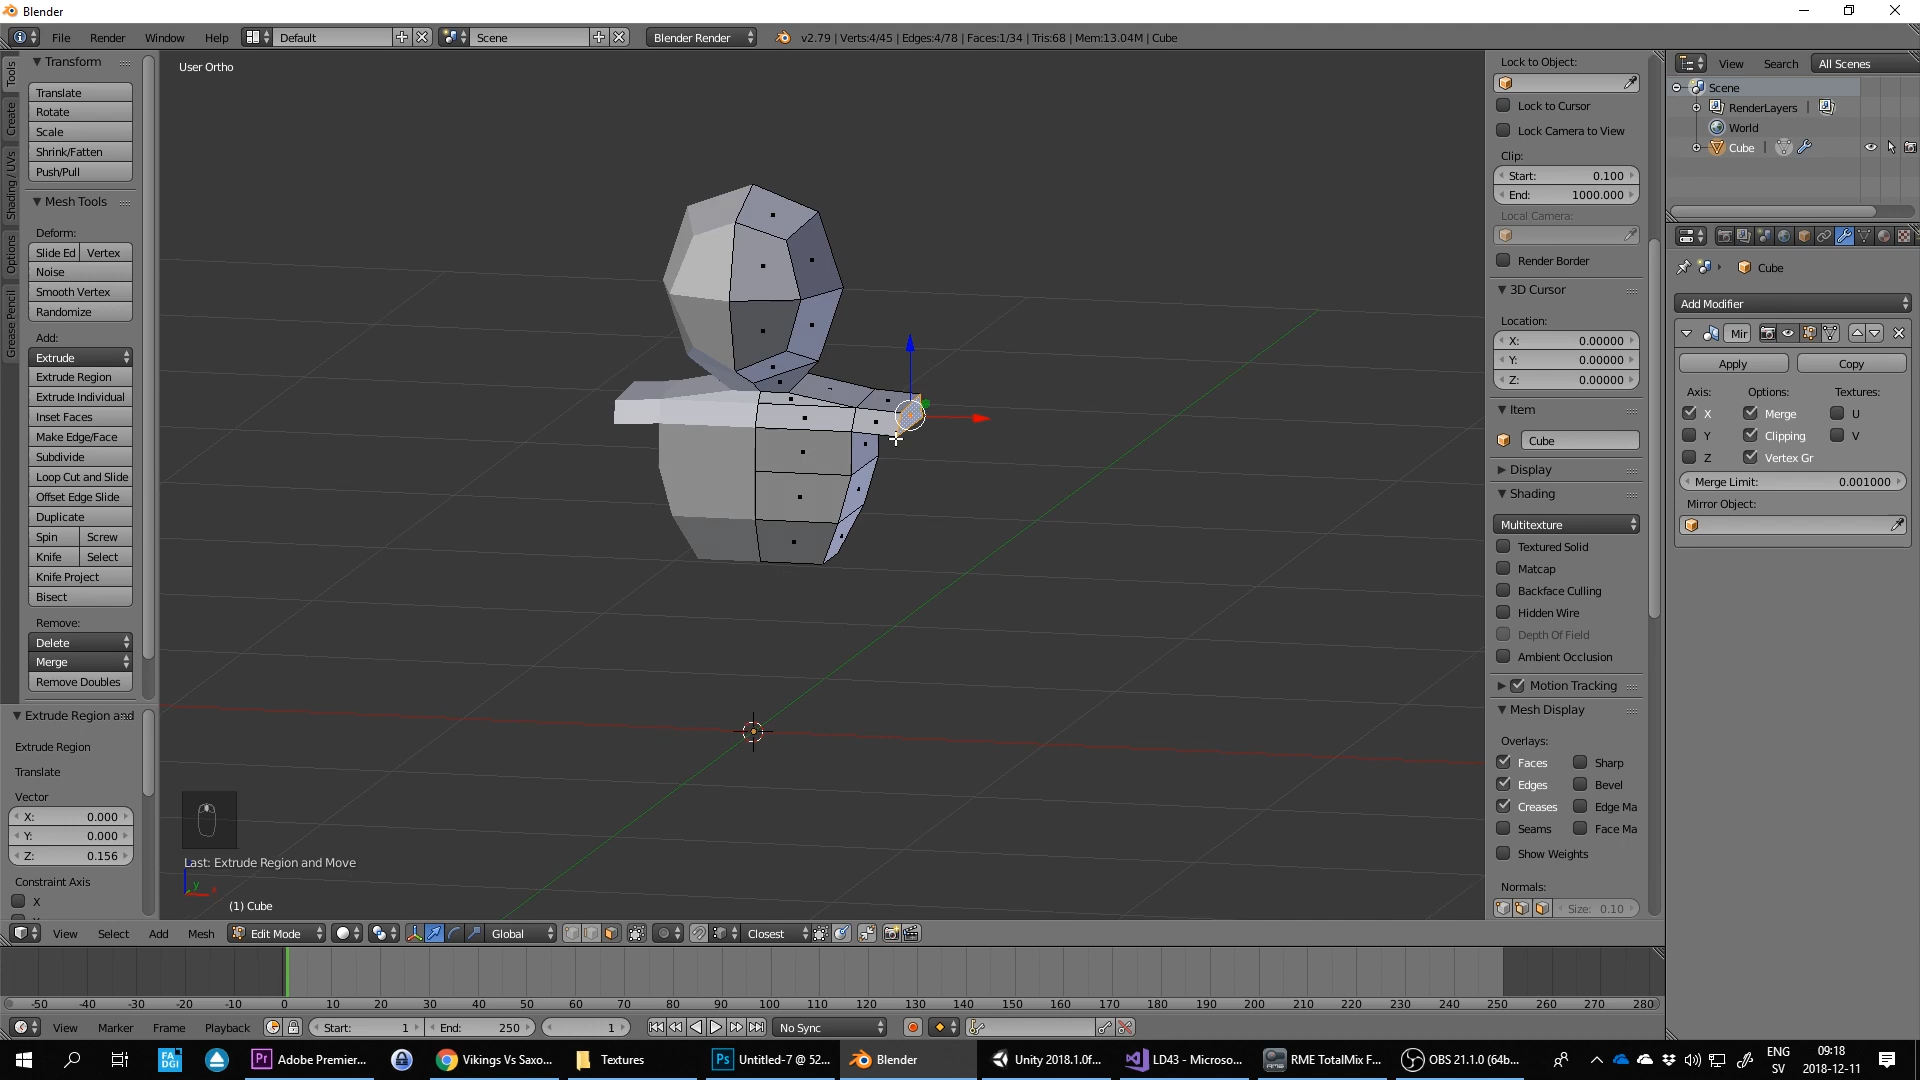 Blender
File Render Window Help Default Scene Blender Render v2.79 | Verts:4/45 | Edges:4/78 | Faces:1/34 | Tris:68 | Mem:13.04M | Cube
Tools
Create
Shading / UVs
Options
Grease Pencil
Transform
Translate
Rotate
Scale
Shrink/Fatten
Push/Pull
Mesh Tools
Deform:
Slide Ed Vertex
Noise
Smooth Vertex
Randomize
Add:
Extrude
Extrude Region
Extrude Individual
Inset Faces
Make Edge/Face
Subdivide
Loop Cut and Slide
Offset Edge Slide
Duplicate
Spin Screw
Knife Select
Knife Project
Bisect
Remove:
Delete
Merge
Remove Doubles
Extrude Region and
Extrude Region
Translate
Vector
X: 0.000
Y: 0.000
Z: 0.156
Constraint Axis
X
User Ortho
Last: Extrude Region and Move
y x
(1) Cube
Lock to Object:
Lock to Cursor
Lock Camera to View
Clip:
Start: 0.100
End: 1000.000
Local Camera:
Render Border
3D Cursor
Location:
X: 0.00000
Y: 0.00000
Z: 0.00000
Item
Cube
Display
Shading
Multitexture
Textured Solid
Matcap
Backface Culling
Hidden Wire
Depth Of Field
Ambient Occlusion
Motion Tracking
Mesh Display
Overlays:
Faces Sharp
Edges Bevel
Creases Edge Ma
Seams Face Ma
Show Weights
Normals:
Size: 0.10
View Search All Scenes
Scene
RenderLayers |
World
Cube |
Cube
Add Modifier
Mir
Apply Copy
Axis: Options: Textures:
X Merge U
Y Clipping V
Z Vertex Gr
Merge Limit: 0.001000
Mirror Object:
View Select Add Mesh Edit Mode Global Closest
-50 -40 -30 -20 -10 0 10 20 30 40 50 60 70 80 90 100 110 120 130 140 150 160 170 180 190 200 210 220 230 240 250 260 270 280
View Marker Frame Playback Start: 1 End: 250 1 No Sync
FA DGI Pr Adobe Premier... Vikings Vs Saxo... Textures Ps Untitled-7 @ 52... Blender Unity 2018.1.0f... LD43 - Microso... RME TotalMix F... OBS 21.1.0 (64b...
ENG
SV
09:18
2018-12-11